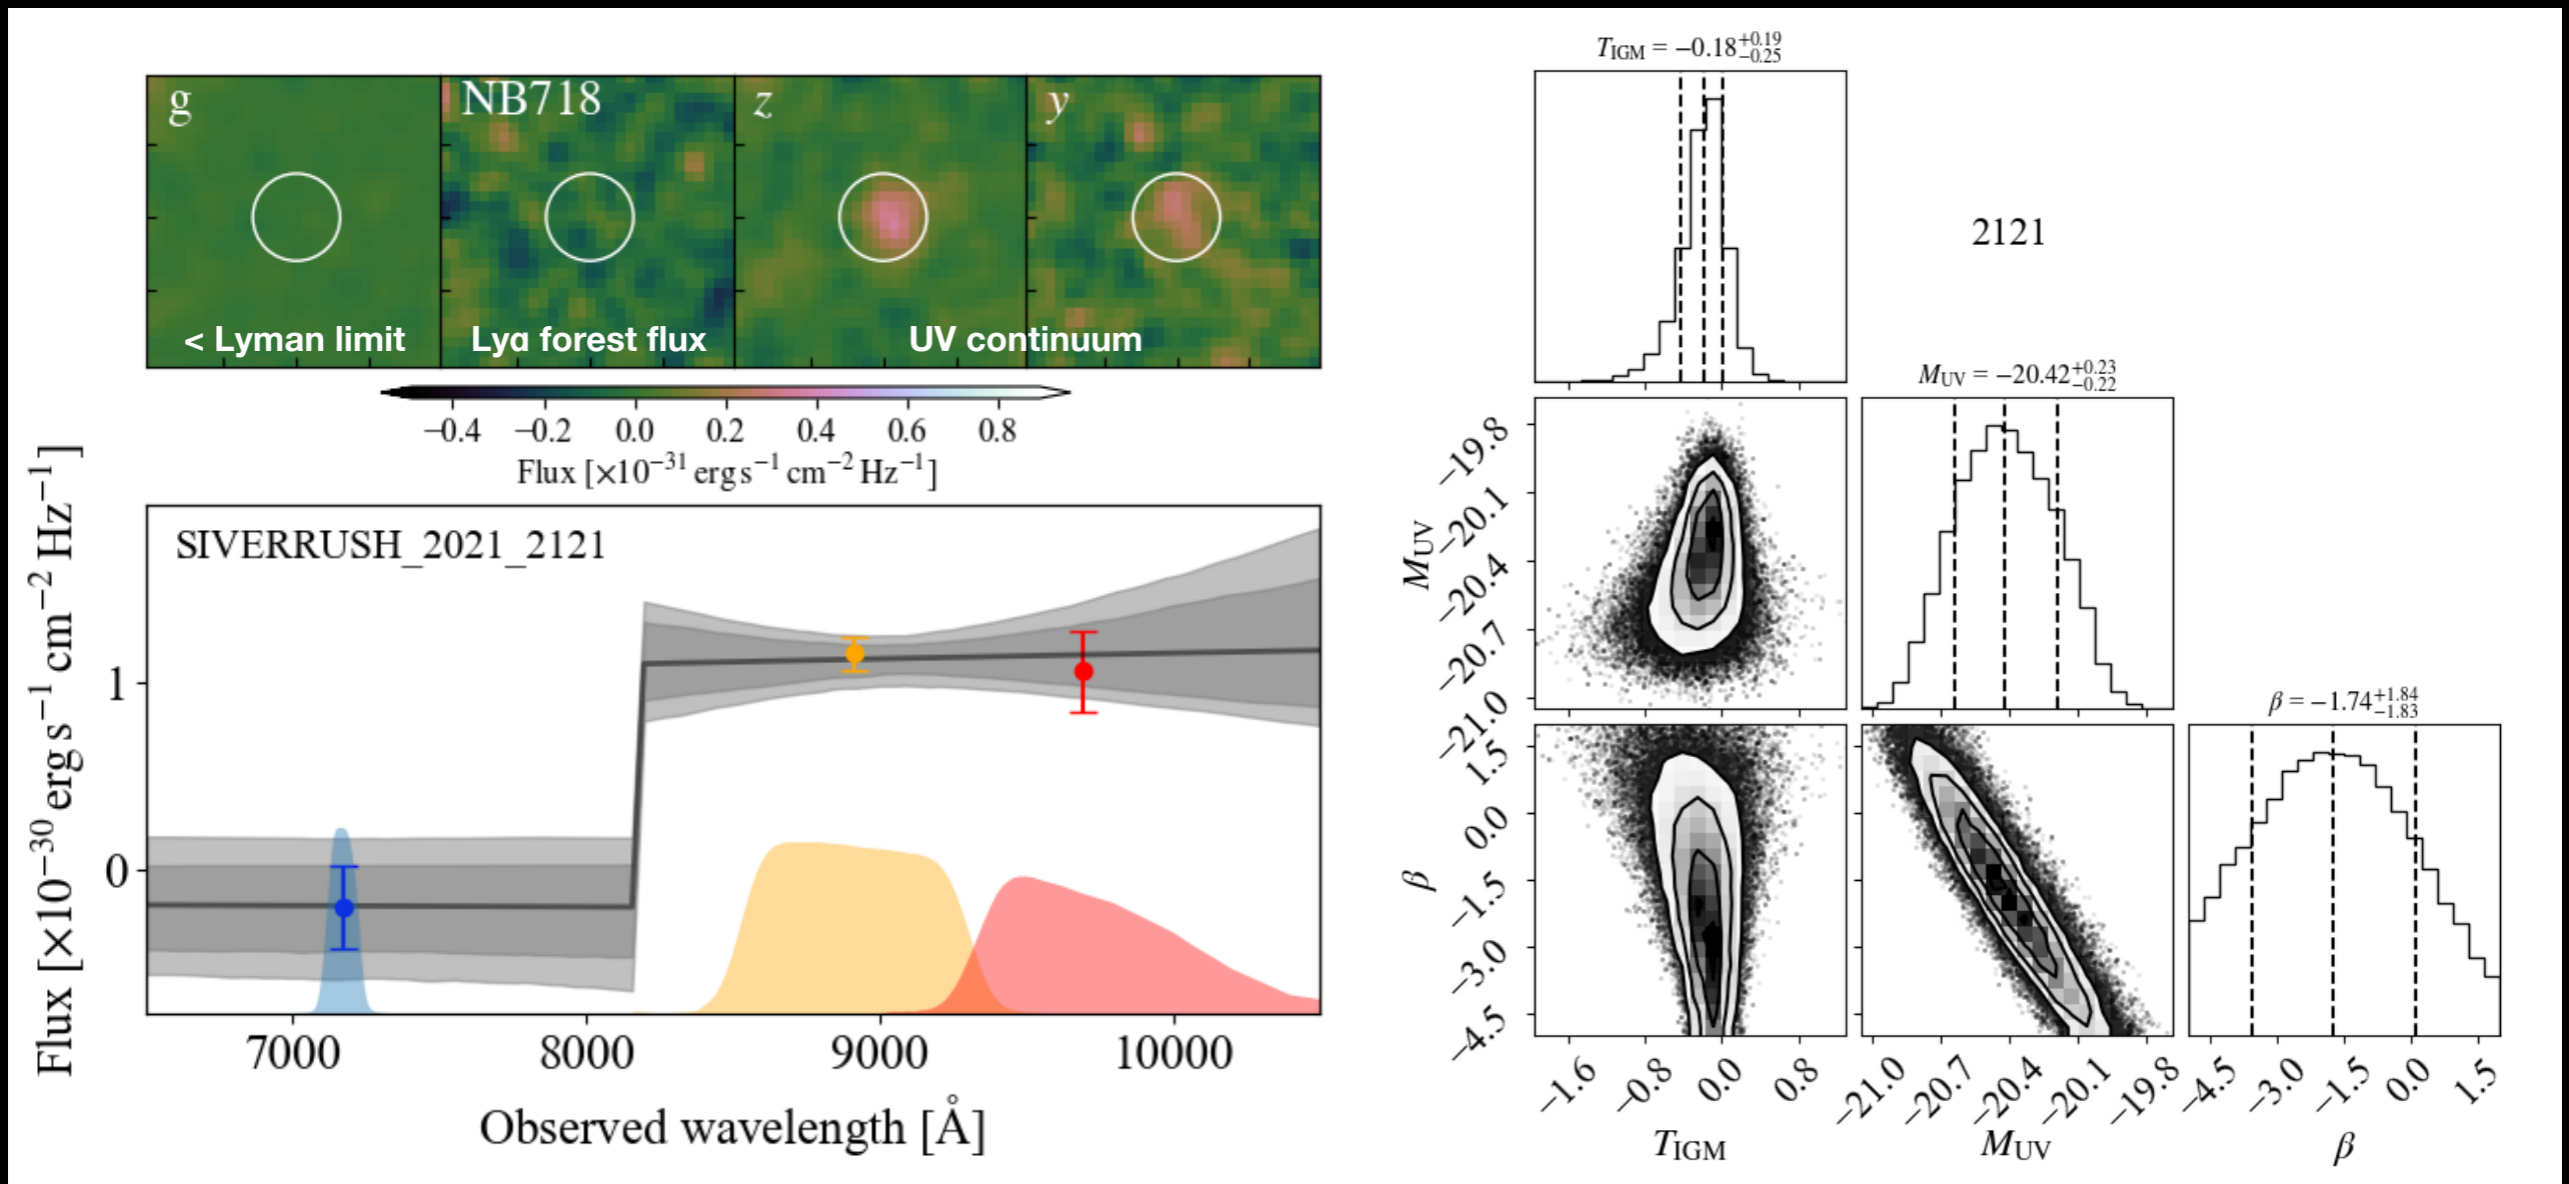 g
NB718
z
y
< Lyman limit
Lyα forest flux
UV continuum
−0.4 −0.2 0.0 0.2 0.4 0.6 0.8
Flux [×10⁻³¹ erg s⁻¹ cm⁻² Hz⁻¹]
SIVERRUSH_2021_2121
Flux [×10⁻³⁰ erg s⁻¹ cm⁻² Hz⁻¹]
1
0
7000 8000 9000 10000
Observed wavelength [Å]
T_IGM = −0.18 +0.19 −0.25
2121
M_UV = −20.42 +0.23 −0.22
M_UV
−19.8
−20.1
−20.4
−20.7
−21.0
β = −1.74 +1.84 −1.83
β
1.5
0.0
−1.5
−3.0
−4.5
−1.6 −0.8 0.0 0.8
T_IGM
−21.0 −20.7 −20.4 −20.1 −19.8
M_UV
−4.5 −3.0 −1.5 0.0 1.5
β